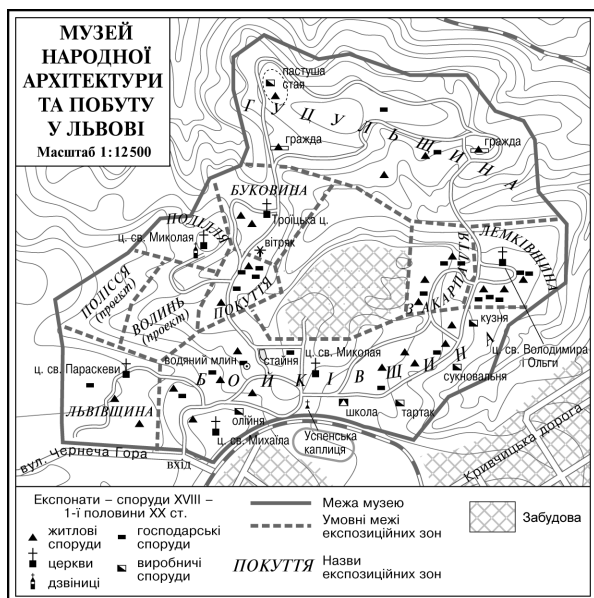 МУЗЕЙ
НАРОДНОЇ
АРХІТЕКТУРИ
ТА ПОБУТУ
У ЛЬВОВІ
Масштаб 1:12 500
пастуша
стая
ГУЦУЛЬЩИНА
гражда
гражда
БУКОВИНА
Троїцька ц.
ПОДІЛЛЯ
ц. св. Миколая
вітряк
ЛЕМКІВЩИНА
ПОЛІССЯ
(проект)
ВОЛИНЬ
(проект)
ПОКУТТЯ
ЗАКАРПАТТЯ
кузня
ц. св. Володимира
і Ольги
водяний млин
стайня
ц. св. Миколая
ц. св. Параскеви
БОЙКІВЩИНА
сукновальня
ЛЬВІВЩИНА
олійня
школа
тартак
ц. св. Михаїла
Успенська
каплиця
вул. Чернеча Гора
вхід
Кривчицька дорога
Експонати – споруди XVIII –
1-ї половини XX ст.
житлові
споруди
господарські
споруди
церкви
виробничі
споруди
дзвіниці
Межа музею
Умовні межі
експозиційних зон
ПОКУТТЯ
Назви
експозиційних зон
Забудова